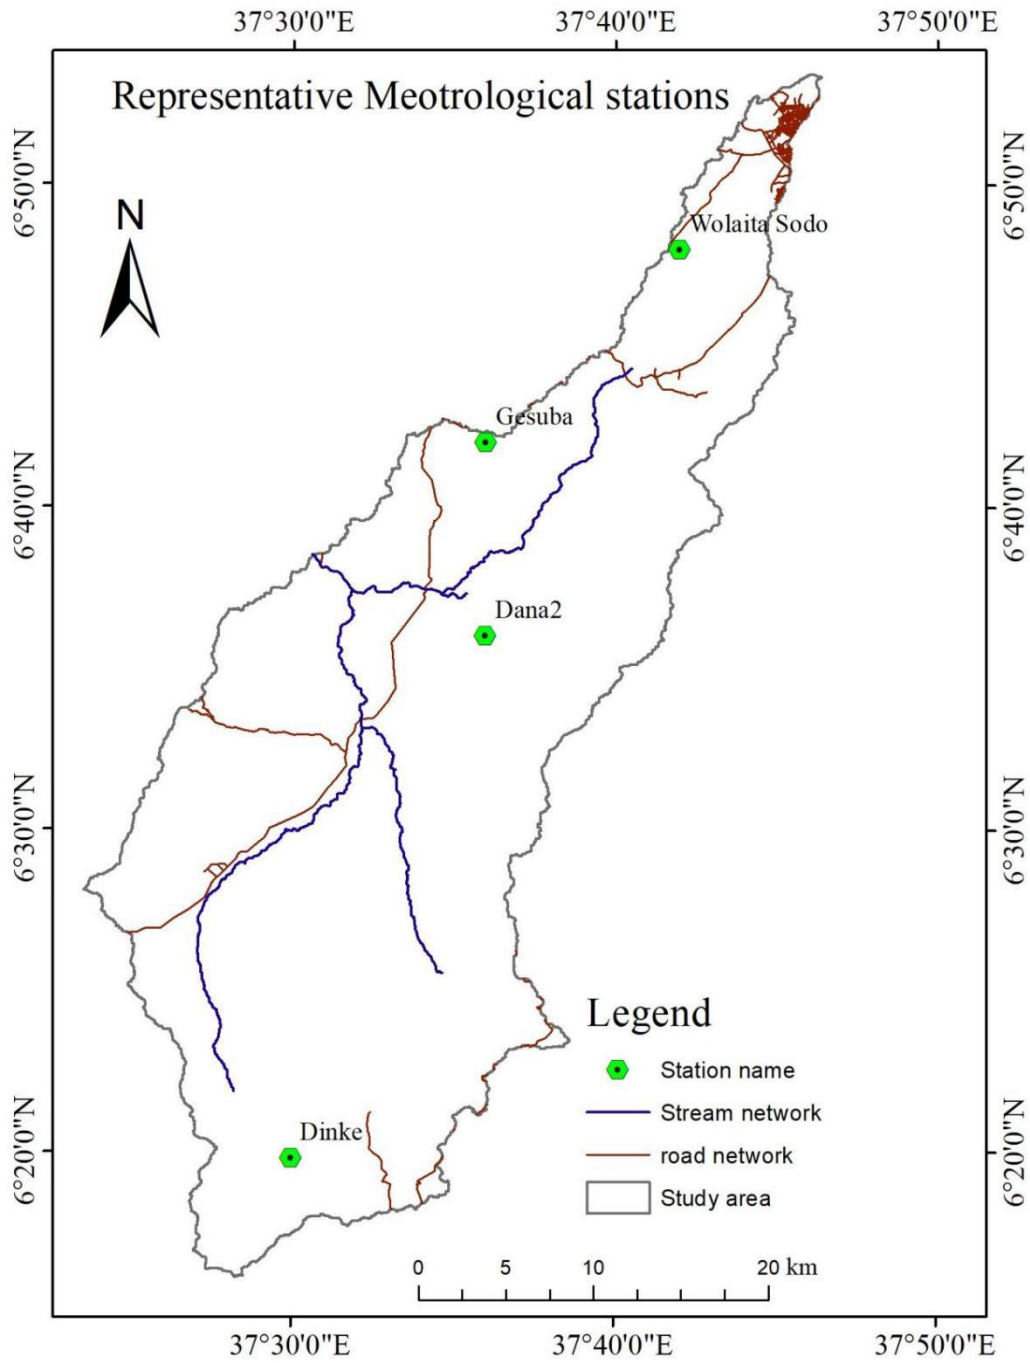 37°30'0"E 37°40'0"E 37°50'0"E
Representative Meotrological stations
6°50'0"N
6°50'0"N
N
Wolaita Sodo
Gesuba
6°40'0"N
6°40'0"N
Dana2
6°30'0"N
6°30'0"N
Legend
Station name
Stream network
road network
Study area
Dinke
6°20'0"N
6°20'0"N
0 5 10 20 km
37°30'0"E 37°40'0"E 37°50'0"E